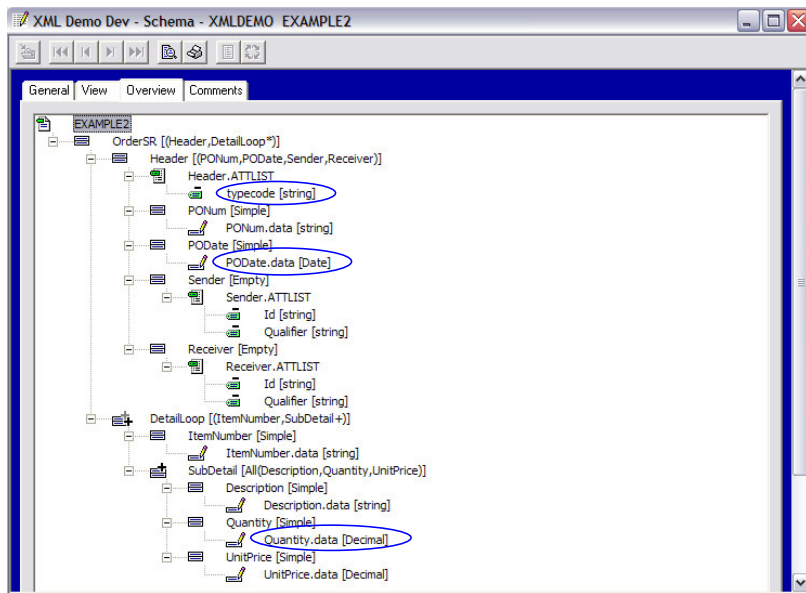 XML Demo Dev - Schema - XMLDEMO EXAMPLE2
General View Overview Comments
EXAMPLE2
OrderSR [(Header,DetailLoop*)]
Header [(PONum,PODate,Sender,Receiver)]
Header.ATTLIST
typecode [string]
PONum [Simple]
PONum.data [string]
PODate [Simple]
PODate.data [Date]
Sender [Empty]
Sender.ATTLIST
Id [string]
Qualifier [string]
Receiver [Empty]
Receiver.ATTLIST
Id [string]
Qualifier [string]
DetailLoop [(ItemNumber,SubDetail+)]
ItemNumber [Simple]
ItemNumber.data [string]
SubDetail [All(Description,Quantity,UnitPrice)]
Description [Simple]
Description.data [string]
Quantity [Simple]
Quantity.data [Decimal]
UnitPrice [Simple]
UnitPrice.data [Decimal]